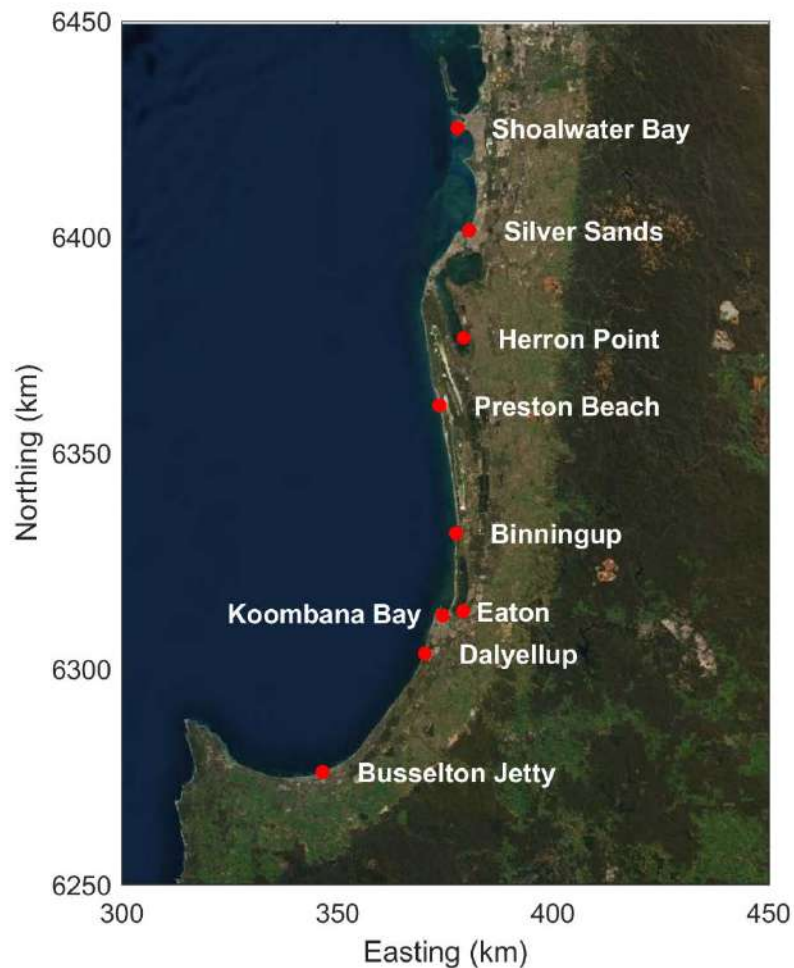 6450
Shoalwater Bay
6400
Silver Sands
Herron Point
Preston Beach
6350
Northing (km)
Binningup
Koombana Bay
Eaton
Dalyellup
6300
Busselton Jetty
6250
300
350
400
450
Easting (km)